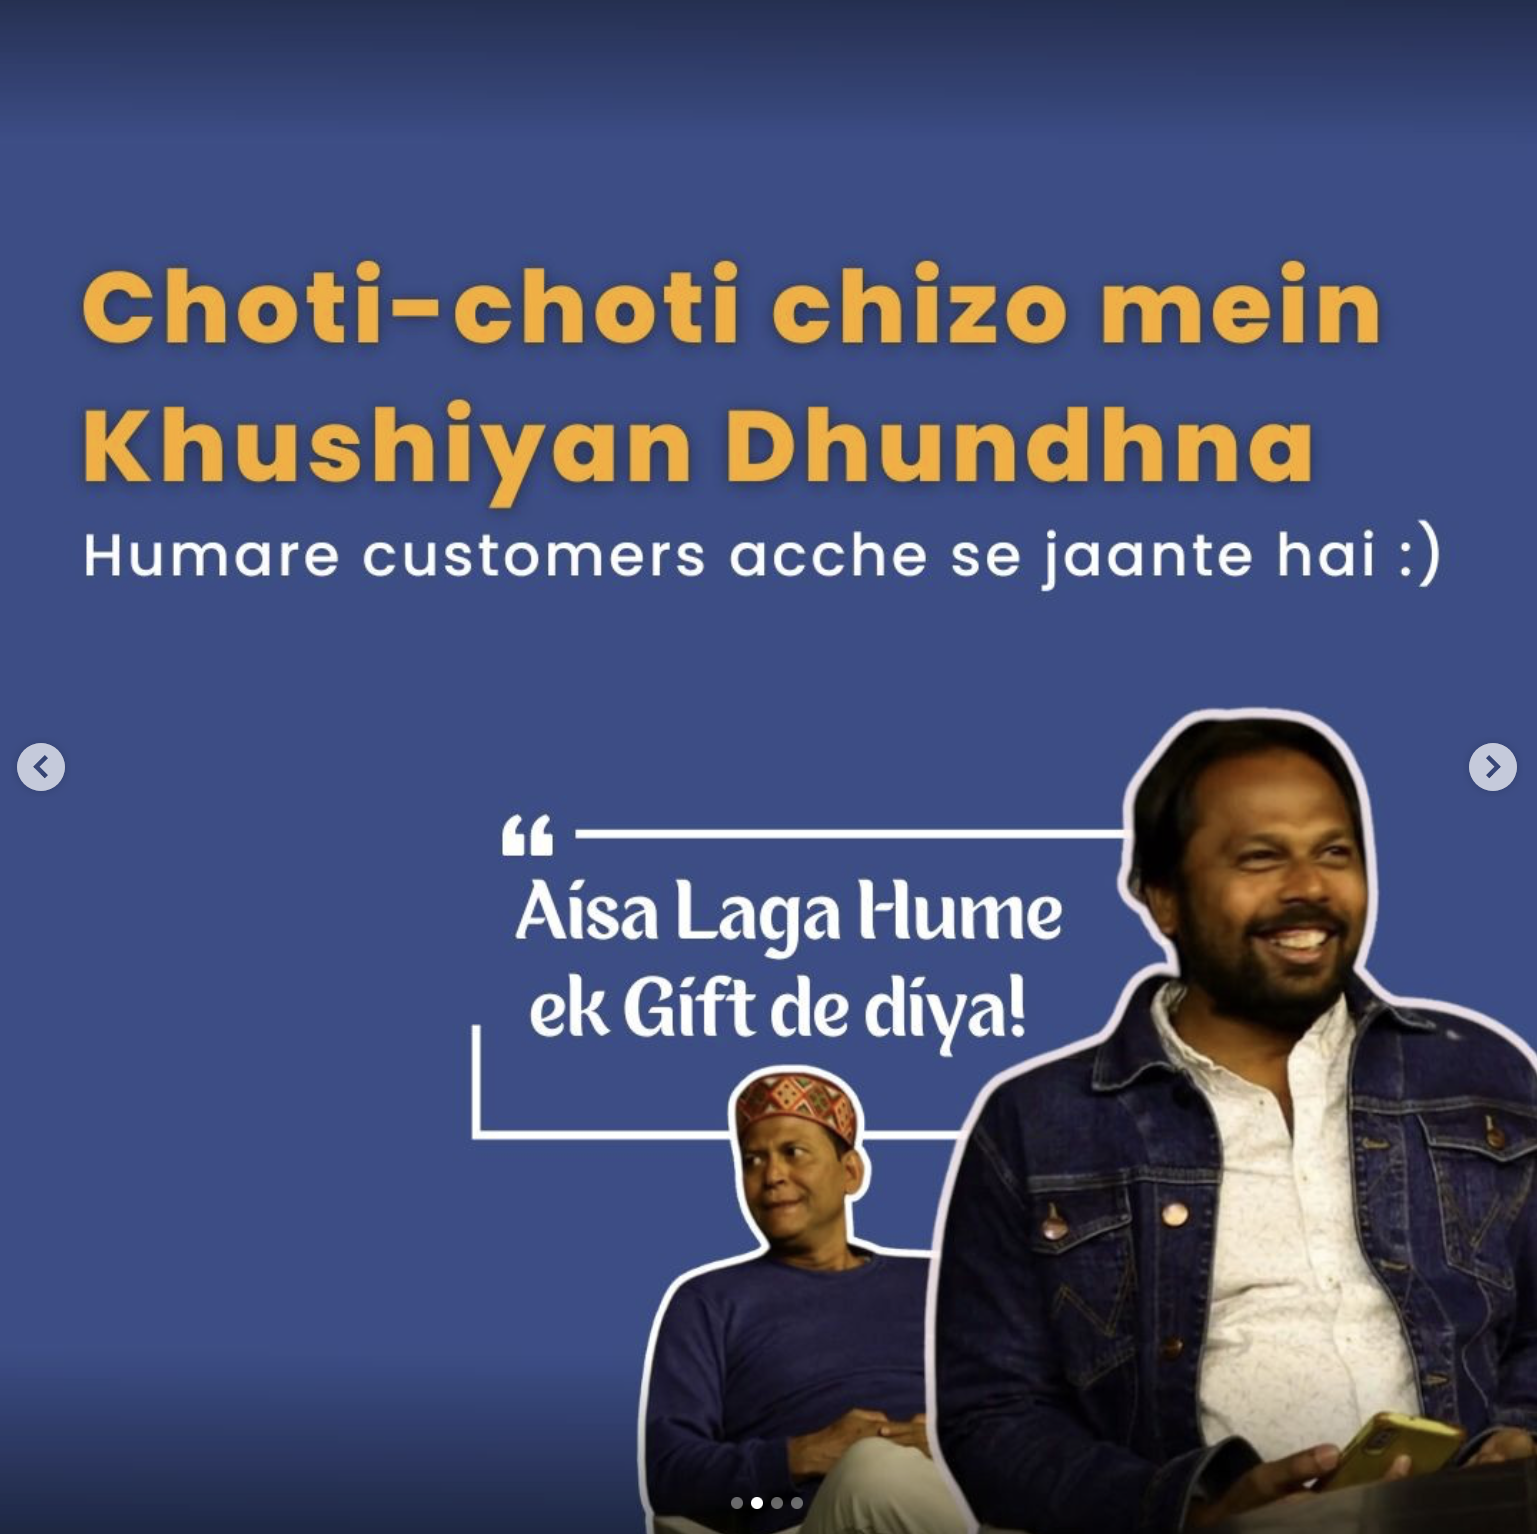 Choti-choti chizo mein
Khushiyan Dhundhna
Humare customers acche se jaante hai :)
“
Aisa Laga Hume
ek Gift de diya!